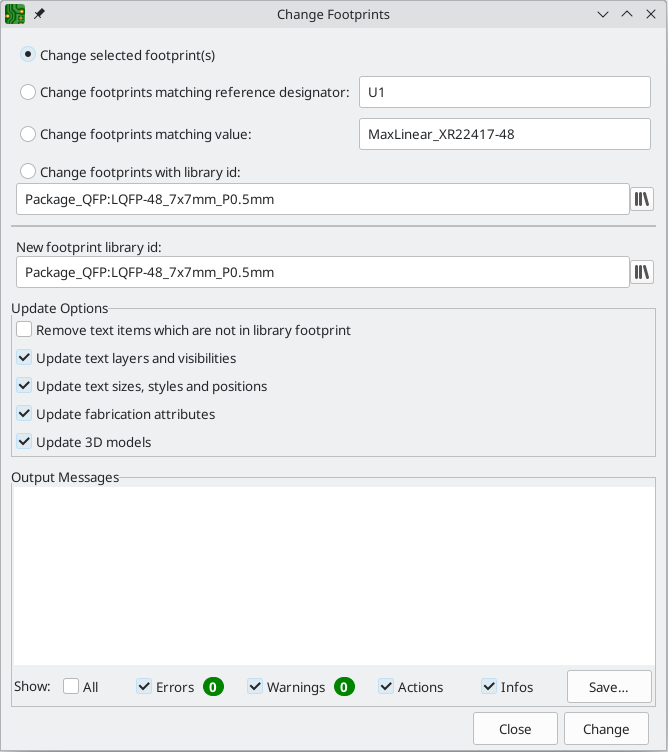 Change Footprints
Change selected footprint(s)
Change footprints matching reference designator: U1
Change footprints matching value: MaxLinear_XR22417-48
Change footprints with library id:
Package_QFP:LQFP-48_7x7mm_P0.5mm
New footprint library id:
Package_QFP:LQFP-48_7x7mm_P0.5mm
Update Options
Remove text items which are not in library footprint
Update text layers and visibilities
Update text sizes, styles and positions
Update fabrication attributes
Update 3D models
Output Messages
Show: All Errors 0 Warnings 0 Actions Infos Save...
Close Change